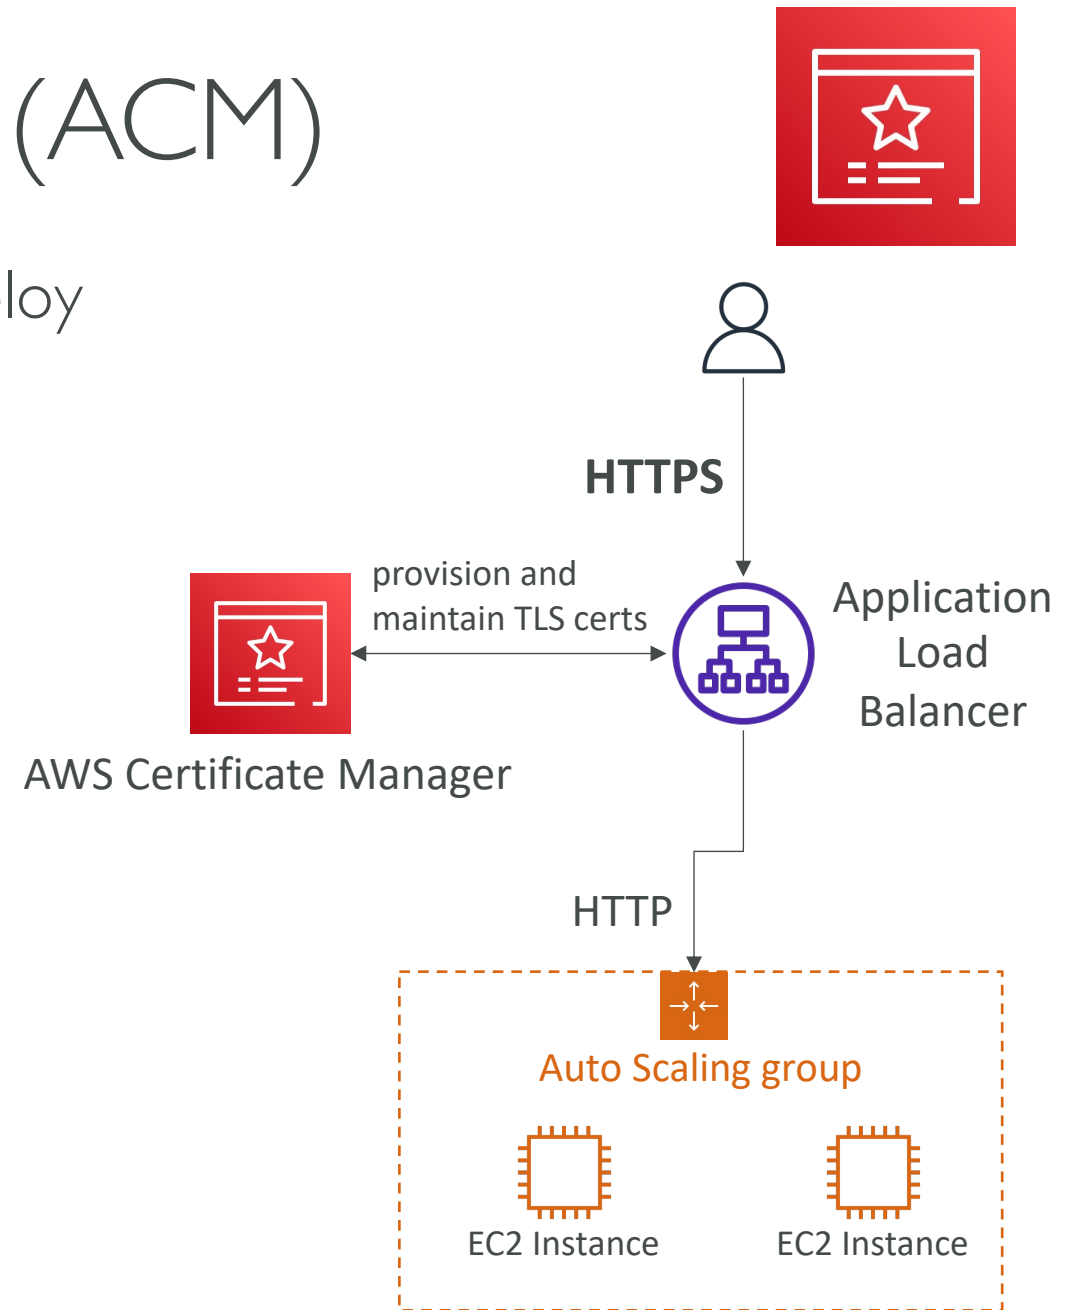 (ACM)
loy
HTTPS
provision and
maintain TLS certs
Application
Load
Balancer
AWS Certificate Manager
HTTP
Auto Scaling group
EC2 Instance
EC2 Instance